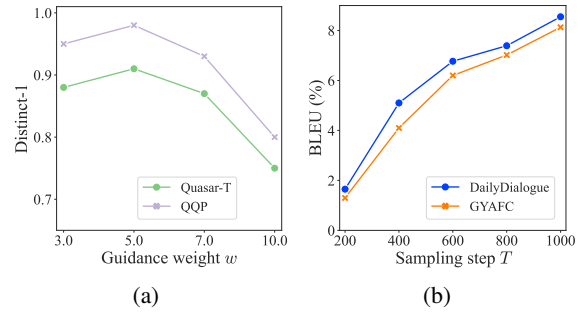 1.0
0.9
0.8
0.7
Distinct-1
Quasar-T
QQP
3.0 5.0 7.0 10.0
Guidance weight w
(a)
8
6
4
2
0
BLEU (%)
DailyDialogue
GYAFC
200 400 600 800 1000
Sampling step T
(b)